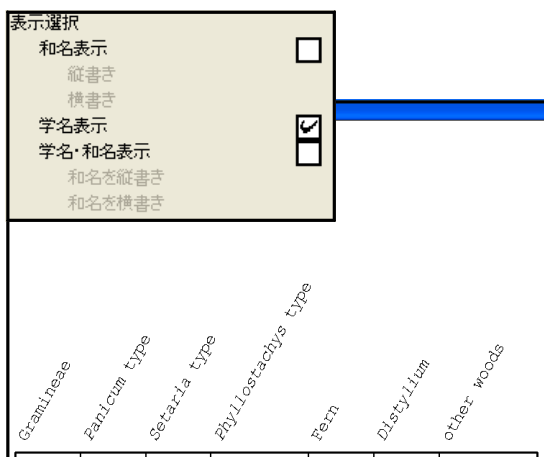 表示選択
和名表示
縦書き
横書き
学名表示
学名・和名表示
和名を縦書き
和名を横書き
Gramineae
Panicum type
Setaria type
Phyllostachys type
Fern
Distylium
other woods